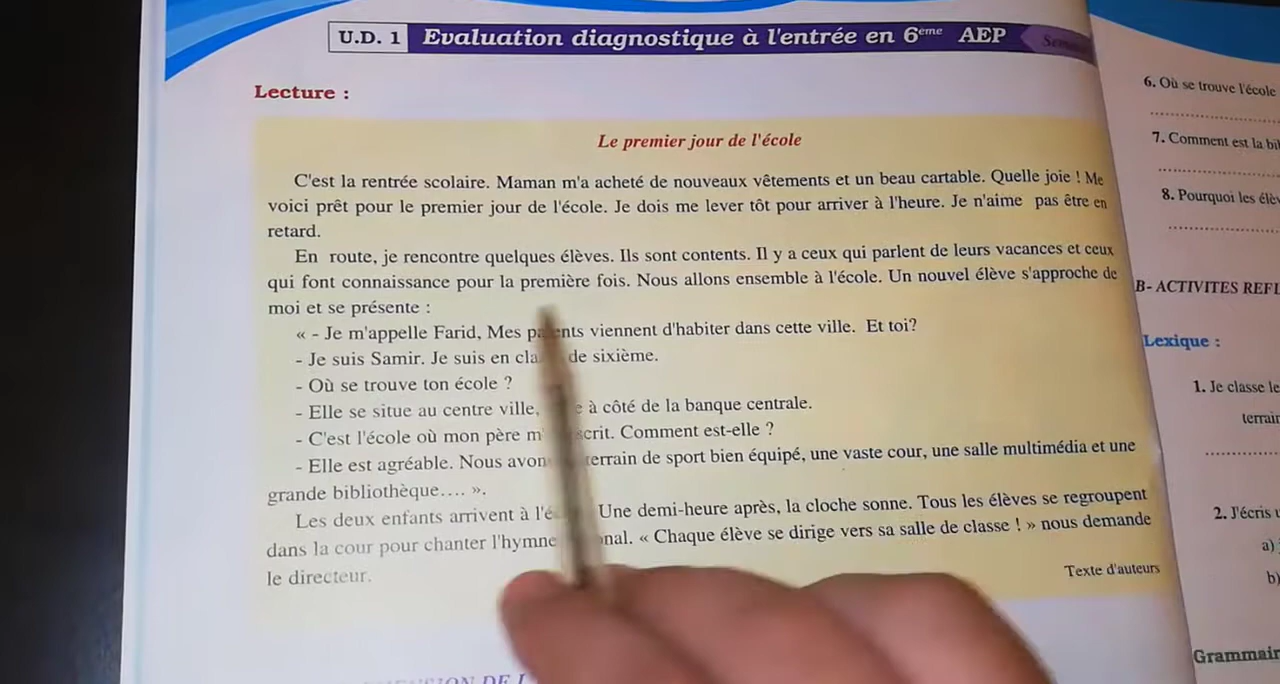 U.D. 1 Evaluation diagnostique à l'entrée en 6ème AEP
Lecture :
Le premier jour de l'école
C'est la rentrée scolaire. Maman m'a acheté de nouveaux vêtements et un beau cartable. Quelle joie ! Me
voici prêt pour le premier jour de l'école. Je dois me lever tôt pour arriver à l'heure. Je n'aime pas être en
retard.
En route, je rencontre quelques élèves. Ils sont contents. Il y a ceux qui parlent de leurs vacances et ceux
qui font connaissance pour la première fois. Nous allons ensemble à l'école. Un nouvel élève s'approche de
moi et se présente :
« - Je m'appelle Farid, Mes parents viennent d'habiter dans cette ville. Et toi?
- Je suis Samir. Je suis en de sixième.
- Où se trouve ton école ?
- Elle se situe au centre ville, à côté de la banque centrale.
- C'est l'école où mon père Comment est-elle ?
- Elle est agréable. Nous terrain de sport bien équipé, une vaste cour, une salle multimédia et une
grande bibliothèque.... ».
Les deux enfants arrivent à Une demi-heure après, la cloche sonne. Tous les élèves se regroupent
dans la cour pour chanter l'hymne « Chaque élève se dirige vers sa salle de classe ! » nous demande
le directeur.
Texte d'auteurs
6. Où se trouve l'école
7. Comment est la
8. Pourquoi les
B- ACTIVITES
Lexique :
1. Je classe le
2. J'écris
a)
b)